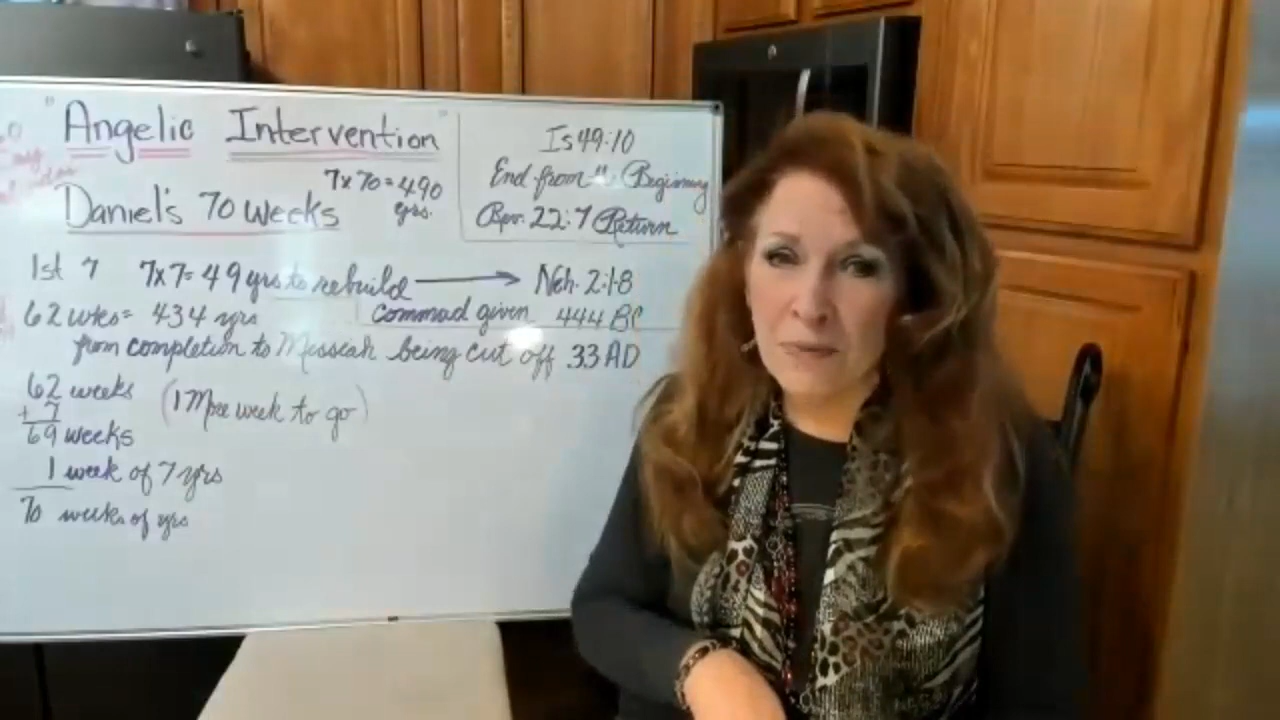 "Angelic Intervention"
Daniel's 70 weeks
7x70=490
yrs.
Is 49:10
End from " Beginning
Rev. 22:7 Return
1st 7 7x7=49 yrs to rebuild → Neh. 2:1-8
62 wks= 434 yrs commad given 444 BC
from completion to Messiah being cut off 33 AD
62 weeks (1 More week to go)
+ 7
69 weeks
1 week of 7 yrs
70 weeks of yrs